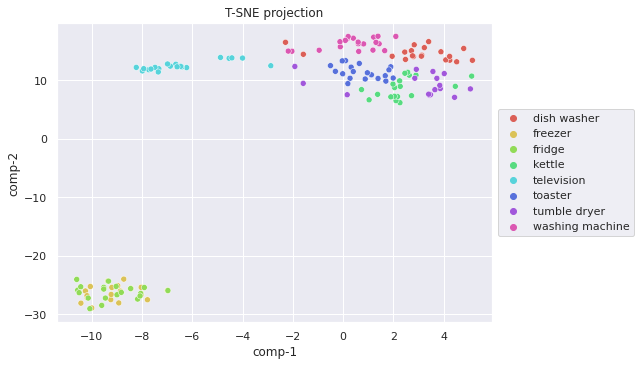 T-SNE projection
comp-2
10
0
−10
−20
−30
−10
−8
−6
−4
−2
0
2
4
comp-1
dish washer
freezer
fridge
kettle
television
toaster
tumble dryer
washing machine